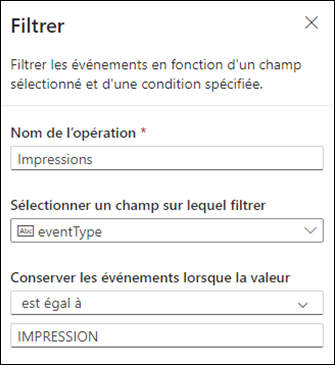 Filtrer
Filtrer les événements en fonction d'un champ
sélectionné et d'une condition spécifiée.
Nom de l'opération *
Impressions
Sélectionner un champ sur lequel filtrer
Abc eventType
Conserver les événements lorsque la valeur
est égal à
IMPRESSION